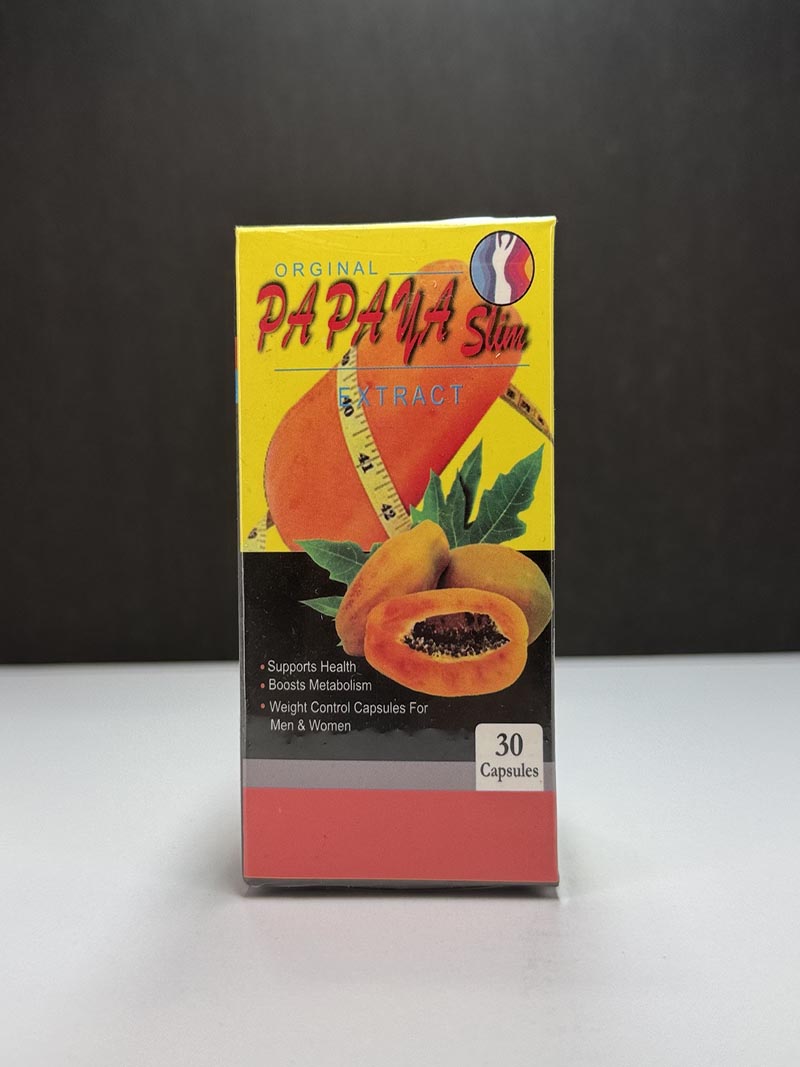 ORGINAL
PAPAYA Slim
EXTRACT
40
41
42
• Supports Health
• Boosts Metabolism
• Weight Control Capsules For
Men & Women
30
Capsules